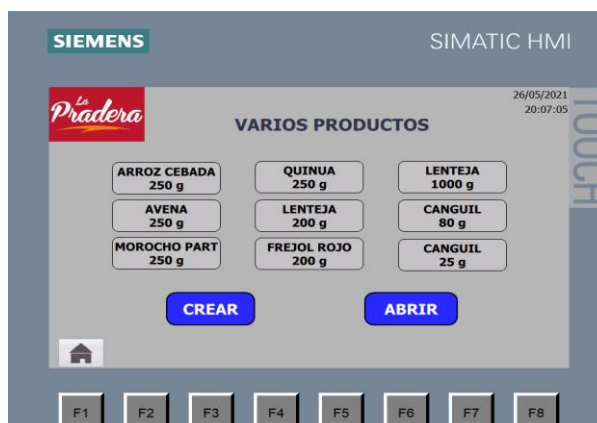 SIEMENS
SIMATIC HMI
TOUCH
La
Pradera
26/05/2021
20:07:05
VARIOS PRODUCTOS
ARROZ CEBADA
250 g
QUINUA
250 g
LENTEJA
1000 g
AVENA
250 g
LENTEJA
200 g
CANGUIL
80 g
MOROCHO PART
250 g
FREJOL ROJO
200 g
CANGUIL
25 g
CREAR
ABRIR
F1
F2
F3
F4
F5
F6
F7
F8